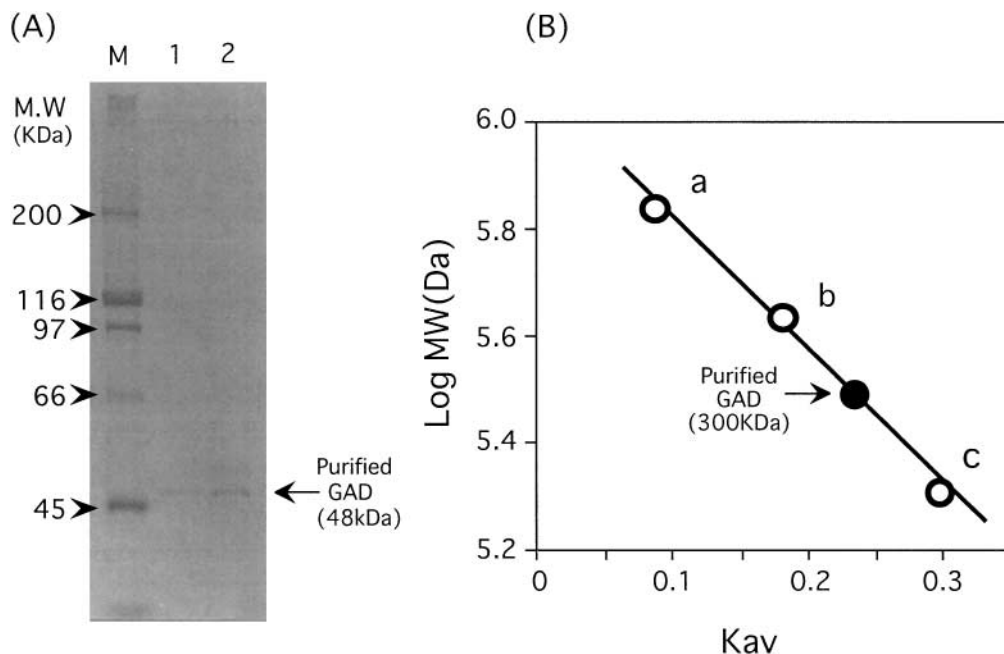 (A)
M 1 2
M.W
(KDa)
200
116
97
66
45
Purified
GAD
(48kDa)
(B)
Log MW(Da)
6.0
5.8
5.6
5.4
5.2
a
b
c
Purified
GAD
(300KDa)
0 0.1 0.2 0.3
Kav